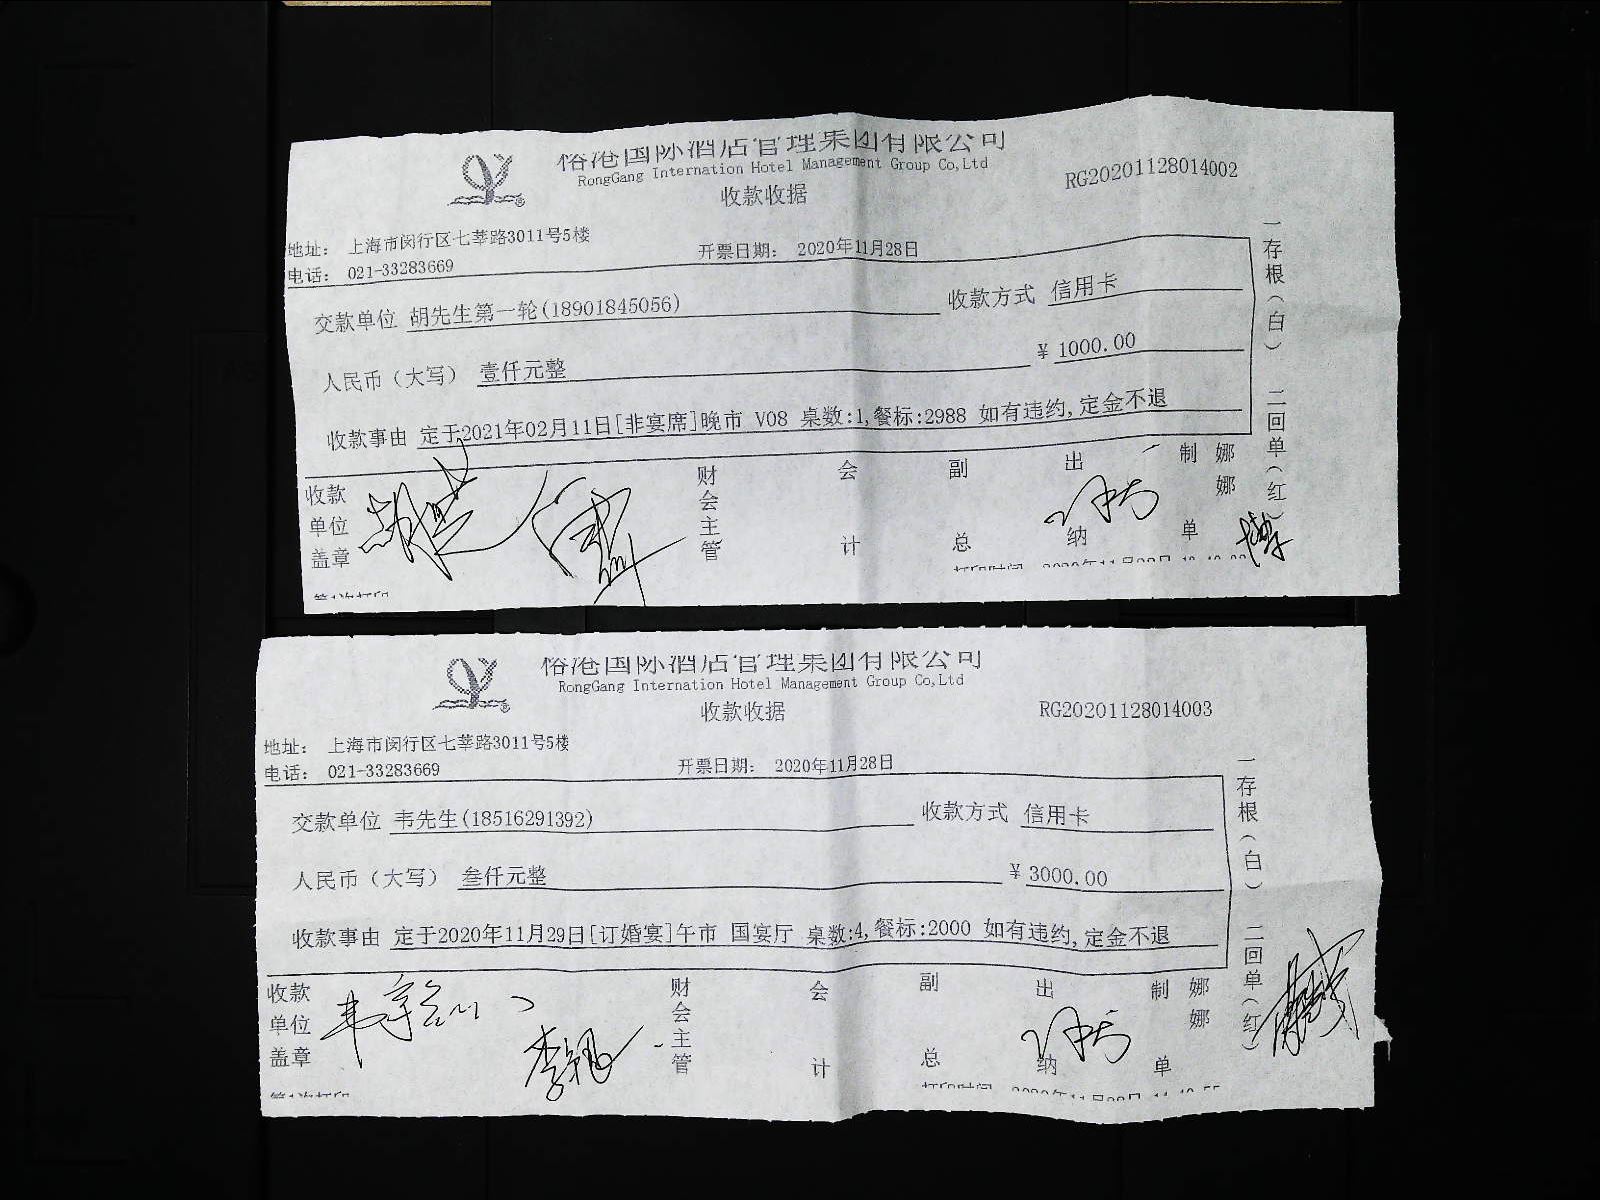 俗港国际酒店管理集团有限公司
RongGang Internation Hotel Management Group Co,Ltd
收款收据
RG20201128014002
地址： 上海市闵行区七莘路3011号5楼
电话： 021-33283669
开票日期： 2020年11月28日
交款单位 胡先生第一轮(18901845056)
收款方式 信用卡
人民币（大写） 壹仟元整
¥ 1000.00
收款事由 定于2021年02月11日[非宴席]晚市 V08 桌数:1,餐标:2988 如有违约,定金不退
收款单位盖章
财会主管
会计
副总
出纳
制单
娜娜
一存根（白） 二回单（红）
第1次打印
俗港国际酒店管理集团有限公司
RongGang Internation Hotel Management Group Co,Ltd
收款收据
RG20201128014003
地址： 上海市闵行区七莘路3011号5楼
电话： 021-33283669
开票日期： 2020年11月28日
交款单位 韦先生(18516291392)
收款方式 信用卡
人民币（大写） 叁仟元整
¥ 3000.00
收款事由 定于2020年11月29日[订婚宴]午市 国宴厅 桌数:4,餐标:2000 如有违约,定金不退
收款单位盖章
财会主管
会计
副总
出纳
制单
娜娜
一存根（白） 二回单（红）
第1次打印